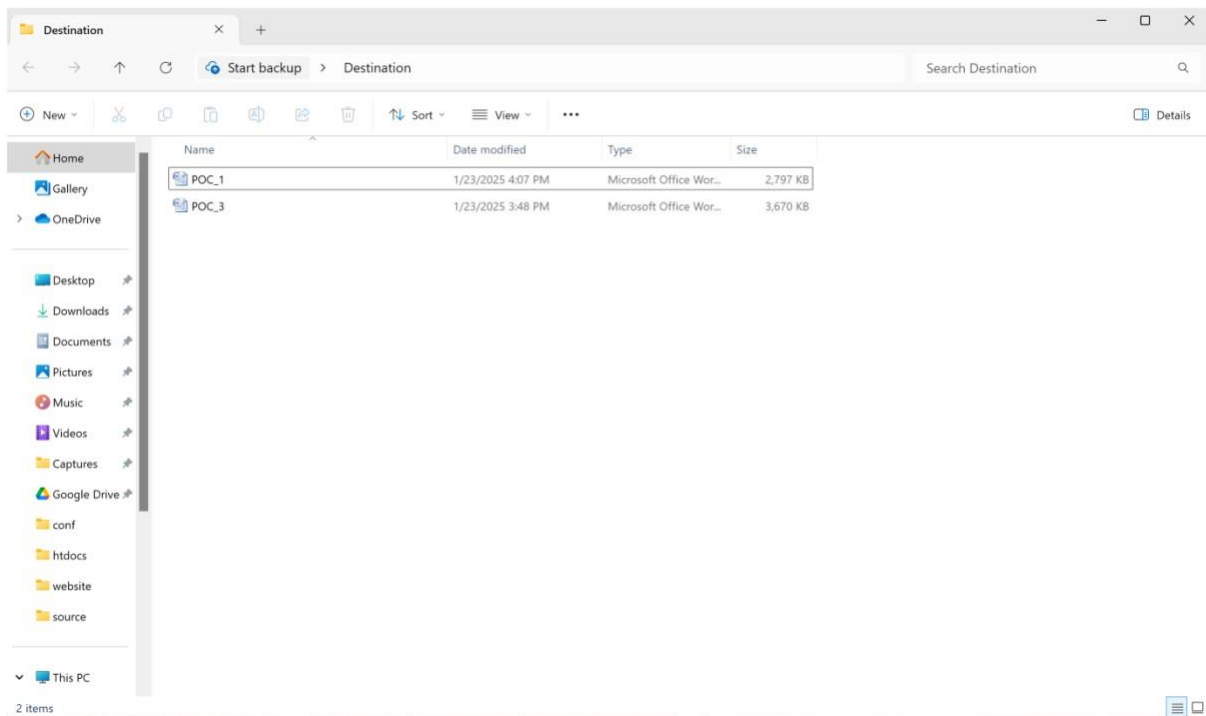 Destination
Start backup > Destination
Search Destination
New
Sort
View
Details
Name Date modified Type Size
POC_1 1/23/2025 4:07 PM Microsoft Office Wor... 2,797 KB
POC_3 1/23/2025 3:48 PM Microsoft Office Wor... 3,670 KB
Home
Gallery
OneDrive
Desktop
Downloads
Documents
Pictures
Music
Videos
Captures
Google Drive
conf
htdocs
website
source
This PC
2 items